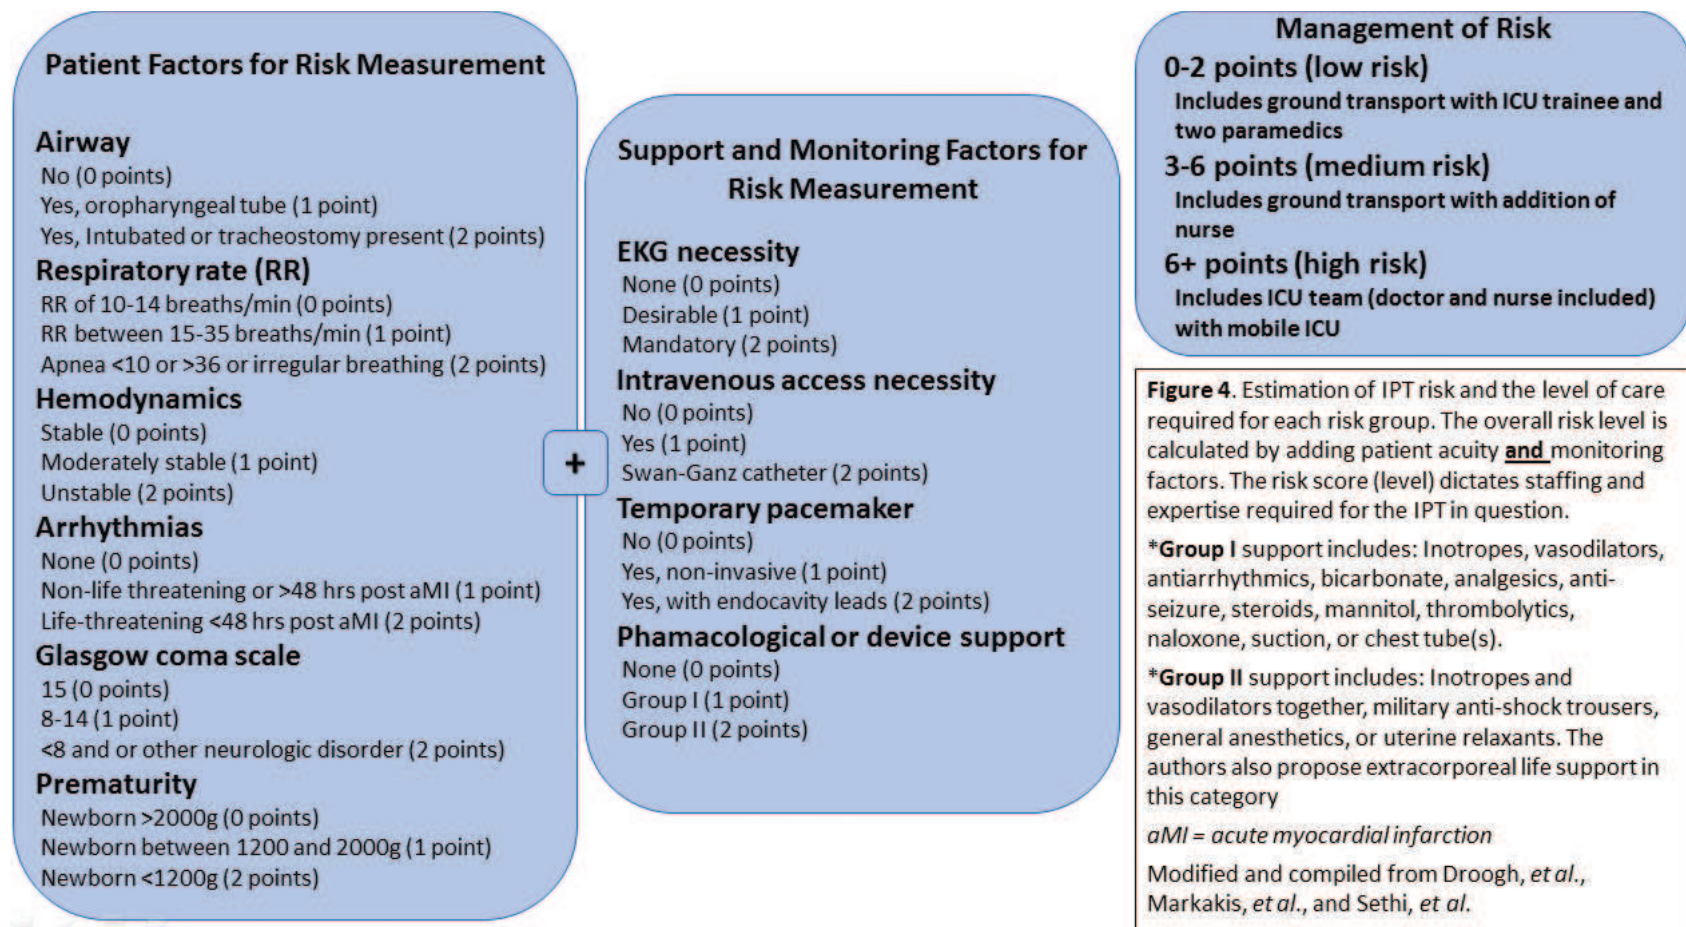 Patient Factors for Risk Measurement
Airway
No (0 points)
Yes, oropharyngeal tube (1 point)
Yes, Intubated or tracheostomy present (2 points)
Respiratory rate (RR)
RR of 10-14 breaths/min (0 points)
RR between 15-35 breaths/min (1 point)
Apnea <10 or >36 or irregular breathing (2 points)
Hemodynamics
Stable (0 points)
Moderately stable (1 point)
Unstable (2 points)
Arrhythmias
None (0 points)
Non-life threatening or >48 hrs post aMI (1 point)
Life-threatening <48 hrs post aMI (2 points)
Glasgow coma scale
15 (0 points)
8-14 (1 point)
<8 and or other neurologic disorder (2 points)
Prematurity
Newborn >2000g (0 points)
Newborn between 1200 and 2000g (1 point)
Newborn <1200g (2 points)
+
Support and Monitoring Factors for
Risk Measurement
EKG necessity
None (0 points)
Desirable (1 point)
Mandatory (2 points)
Intravenous access necessity
No (0 points)
Yes (1 point)
Swan-Ganz catheter (2 points)
Temporary pacemaker
No (0 points)
Yes, non-invasive (1 point)
Yes, with endocavity leads (2 points)
Phamacological or device support
None (0 points)
Group I (1 point)
Group II (2 points)
Management of Risk
0-2 points (low risk)
Includes ground transport with ICU trainee and
two paramedics
3-6 points (medium risk)
Includes ground transport with addition of
nurse
6+ points (high risk)
Includes ICU team (doctor and nurse included)
with mobile ICU
Figure 4. Estimation of IPT risk and the level of care
required for each risk group. The overall risk level is
calculated by adding patient acuity and monitoring
factors. The risk score (level) dictates staffing and
expertise required for the IPT in question.
*Group I support includes: Inotropes, vasodilators,
antiarrhythmics, bicarbonate, analgesics, anti-
seizure, steroids, mannitol, thrombolytics,
naloxone, suction, or chest tube(s).
*Group II support includes: Inotropes and
vasodilators together, military anti-shock trousers,
general anesthetics, or uterine relaxants. The
authors also propose extracorporeal life support in
this category
aMI = acute myocardial infarction
Modified and compiled from Droogh, et al.,
Markakis, et al., and Sethi, et al.